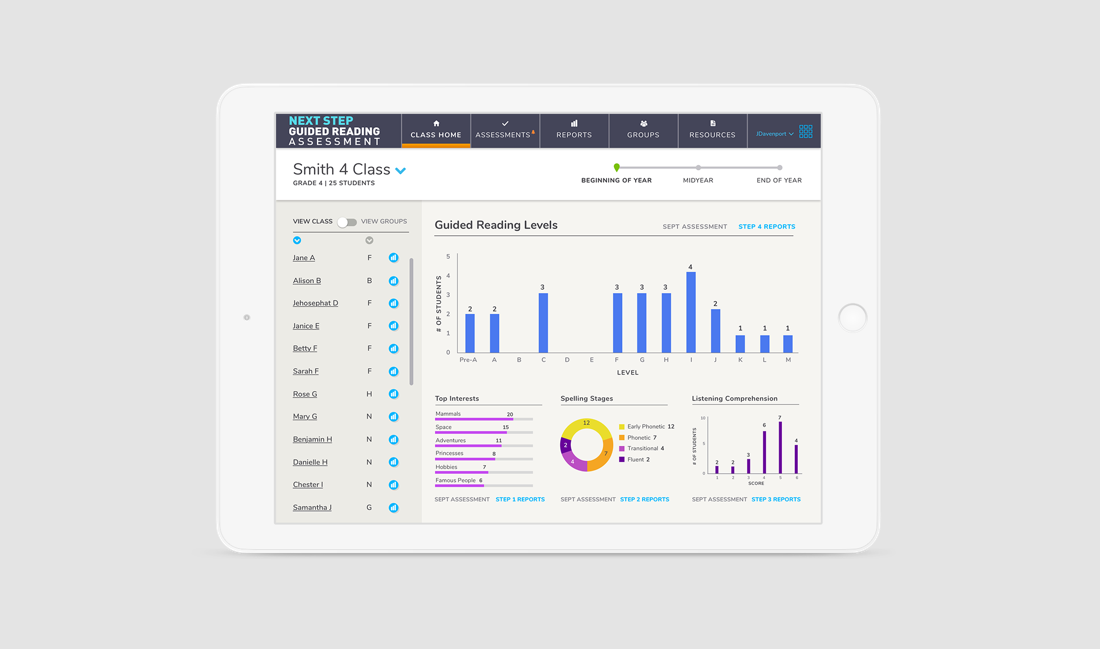 NEXT STEP
GUIDED READING
ASSESSMENT
CLASS HOME
ASSESSMENTS
REPORTS
GROUPS
RESOURCES
JDavenport
Smith 4 Class
GRADE 4 | 25 STUDENTS
BEGINNING OF YEAR MIDYEAR END OF YEAR
VIEW CLASS VIEW GROUPS
Jane A F
Alison B B
Jehosephat D F
Janice E F
Betty F F
Sarah F F
Rose G H
Mary G N
Benjamin H N
Danielle H N
Chester I N
Samantha J G
Guided Reading Levels
SEPT ASSESSMENT STEP 4 REPORTS
# OF STUDENTS
5
4
3
2
1
0
2 2 3 3 3 3 4 2 1 1 1
Pre-A A B C D E F G H I J K L M
LEVEL
Top Interests
Mammals 20
Space 15
Adventures 11
Princesses 8
Hobbies 7
Famous People 6
SEPT ASSESSMENT STEP 1 REPORTS
Spelling Stages
12
2
7
4
Early Phonetic 12
Phonetic 7
Transitional 4
Fluent 2
SEPT ASSESSMENT STEP 2 REPORTS
Listening Comprehension
# OF STUDENTS
10
5
0
2 2 3 6 7 4
1 2 3 4 5 6
SCORE
SEPT ASSESSMENT STEP 3 REPORTS